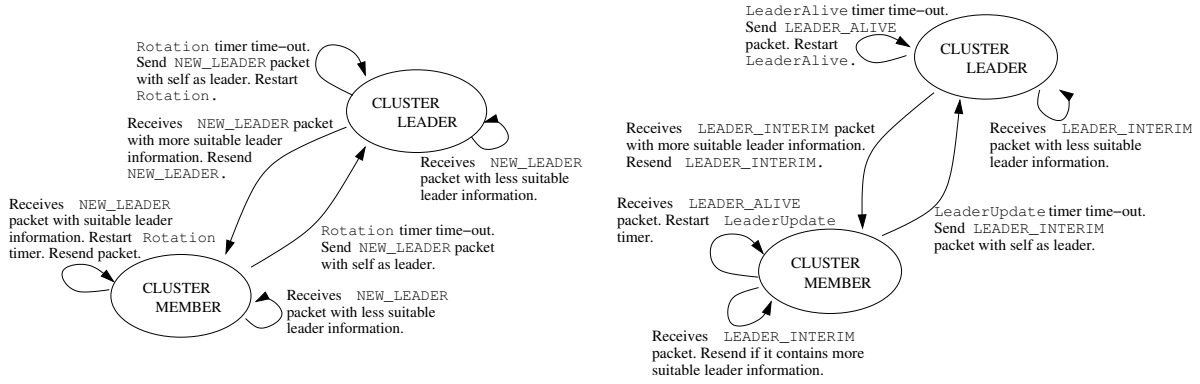 Rotation timer time-out.
Send NEW_LEADER packet
with self as leader. Restart
Rotation.
CLUSTER
LEADER
Receives NEW_LEADER packet
with more suitable leader
information. Resend
NEW_LEADER.
Receives NEW_LEADER
packet with less suitable
leader information.
Receives NEW_LEADER
packet with suitable leader
information. Restart Rotation
timer. Resend packet.
Rotation timer time-out.
Send NEW_LEADER packet
with self as leader.
CLUSTER
MEMBER
Receives NEW_LEADER
packet with less suitable
leader information.
LeaderAlive timer time-out.
Send LEADER_ALIVE
packet. Restart
LeaderAlive.
CLUSTER
LEADER
Receives LEADER_INTERIM packet
with more suitable leader information.
Resend LEADER_INTERIM.
Receives LEADER_INTERIM
packet with less suitable
leader information.
Receives LEADER_ALIVE
packet. Restart LeaderUpdate
timer.
LeaderUpdate timer time-out.
Send LEADER_INTERIM
packet with self as leader.
CLUSTER
MEMBER
Receives LEADER_INTERIM
packet. Resend if it contains more
suitable leader information.